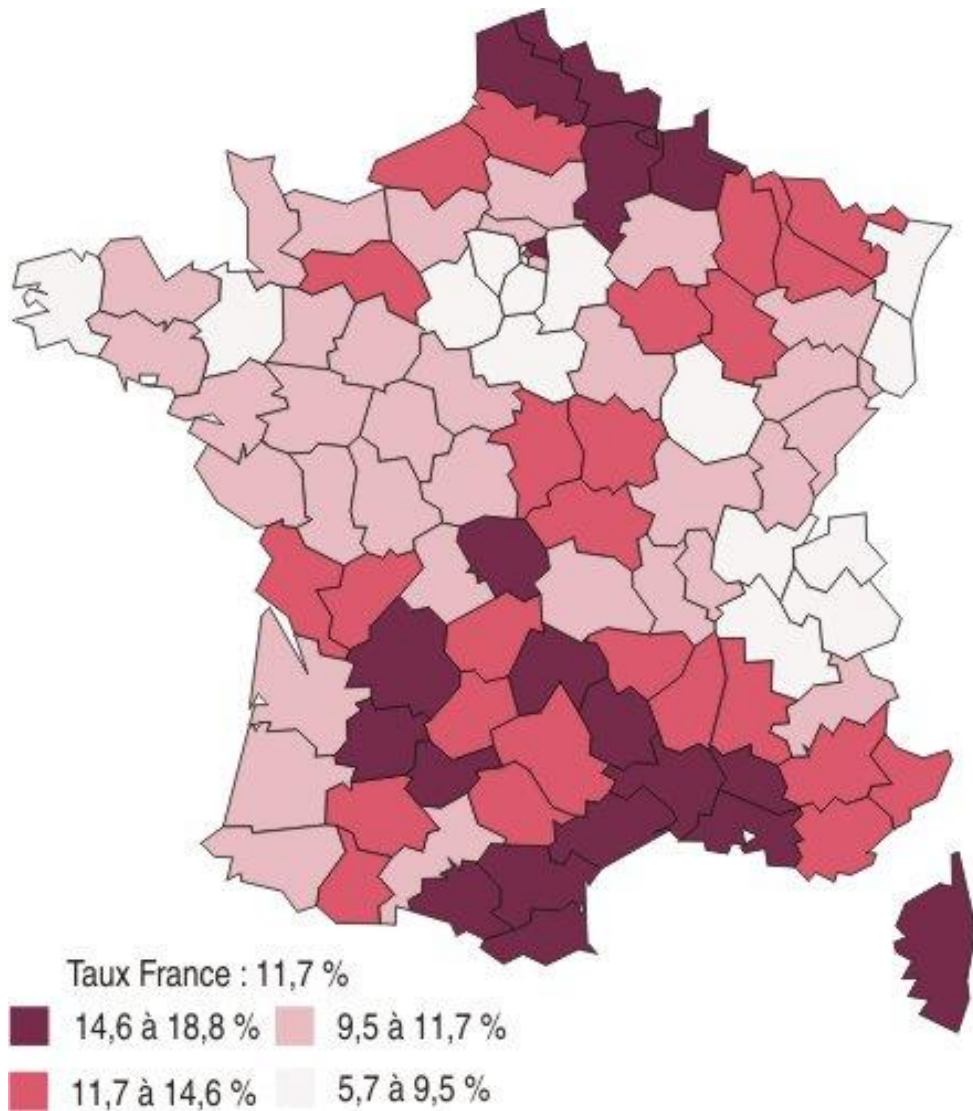 Taux France : 11,7 %
14,6 à 18,8 % 9,5 à 11,7 %
11,7 à 14,6 % 5,7 à 9,5 %